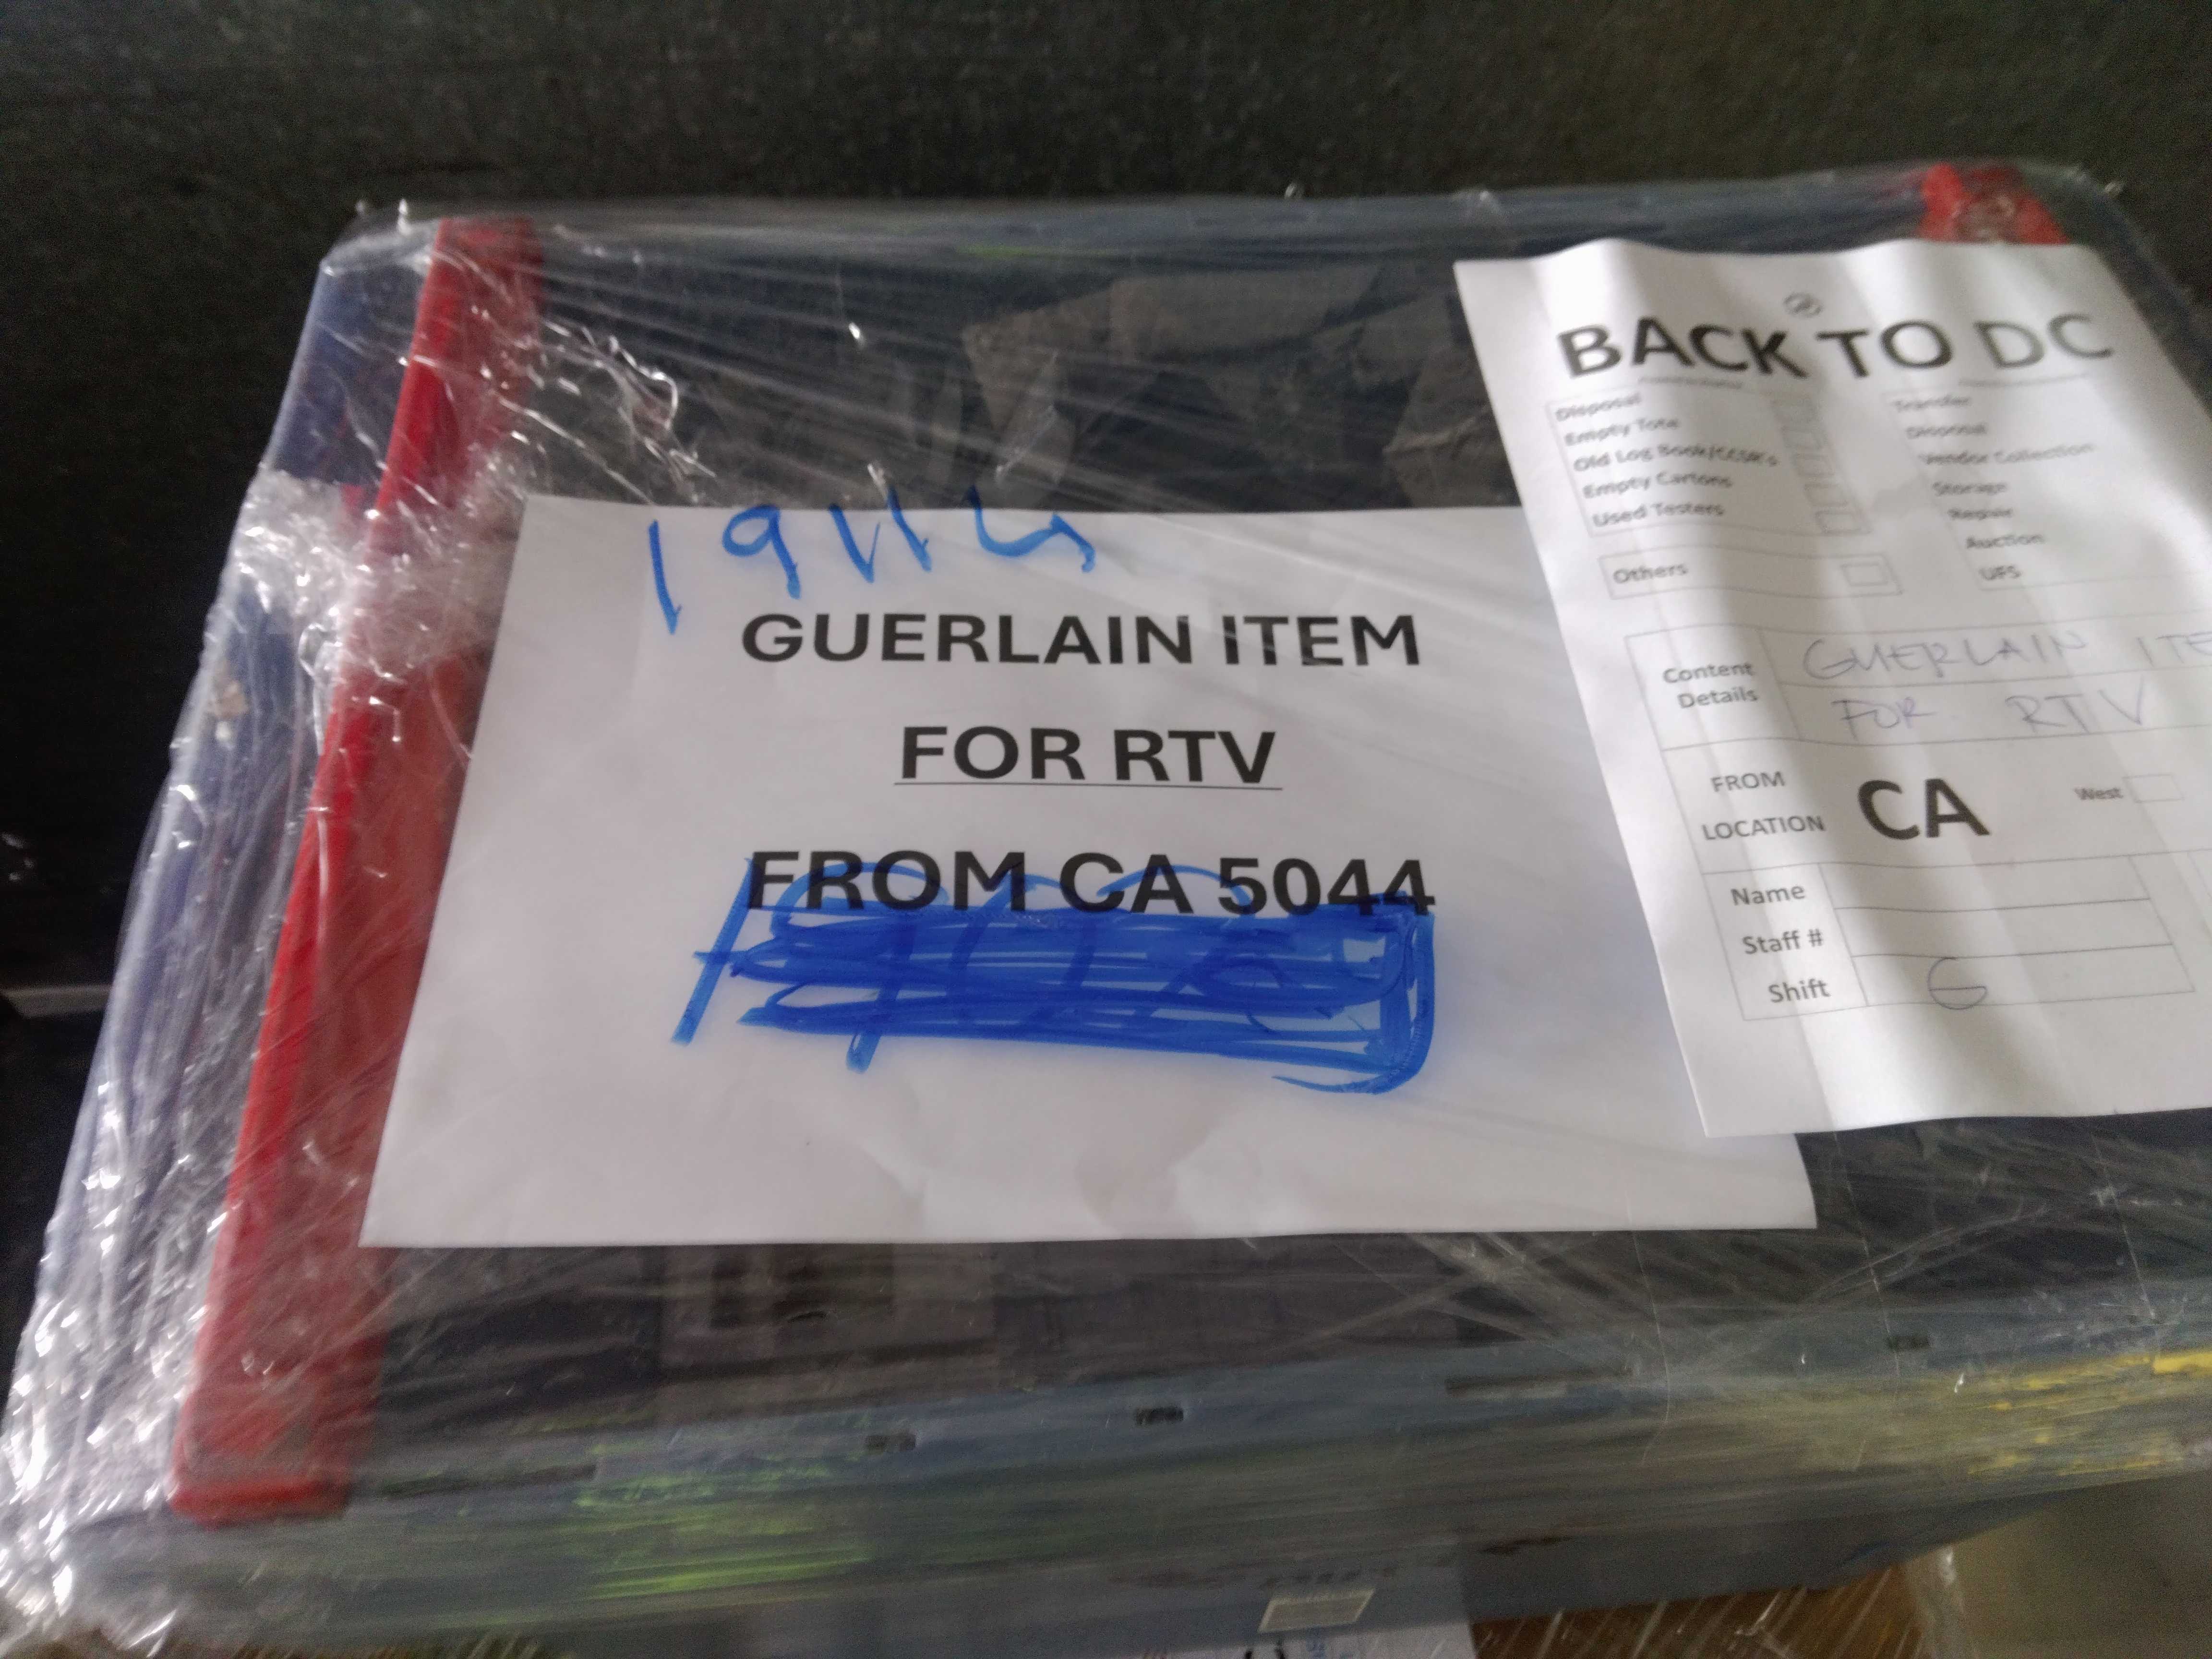 GUERLAIN ITEM
FOR RTV
FROM CA 5044
BACK TO DC
Disposal
Empty Tote
Old Log Book/CCSR's
Empty Cartons
Used Testers
Others
Transfer
Disposal
Vendor Collection
Storage
Repair
Auction
UFS
Content Details
GUERLAIN ITE
FOR RTV
FROM LOCATION
CA
West
Name
Staff #
Shift G